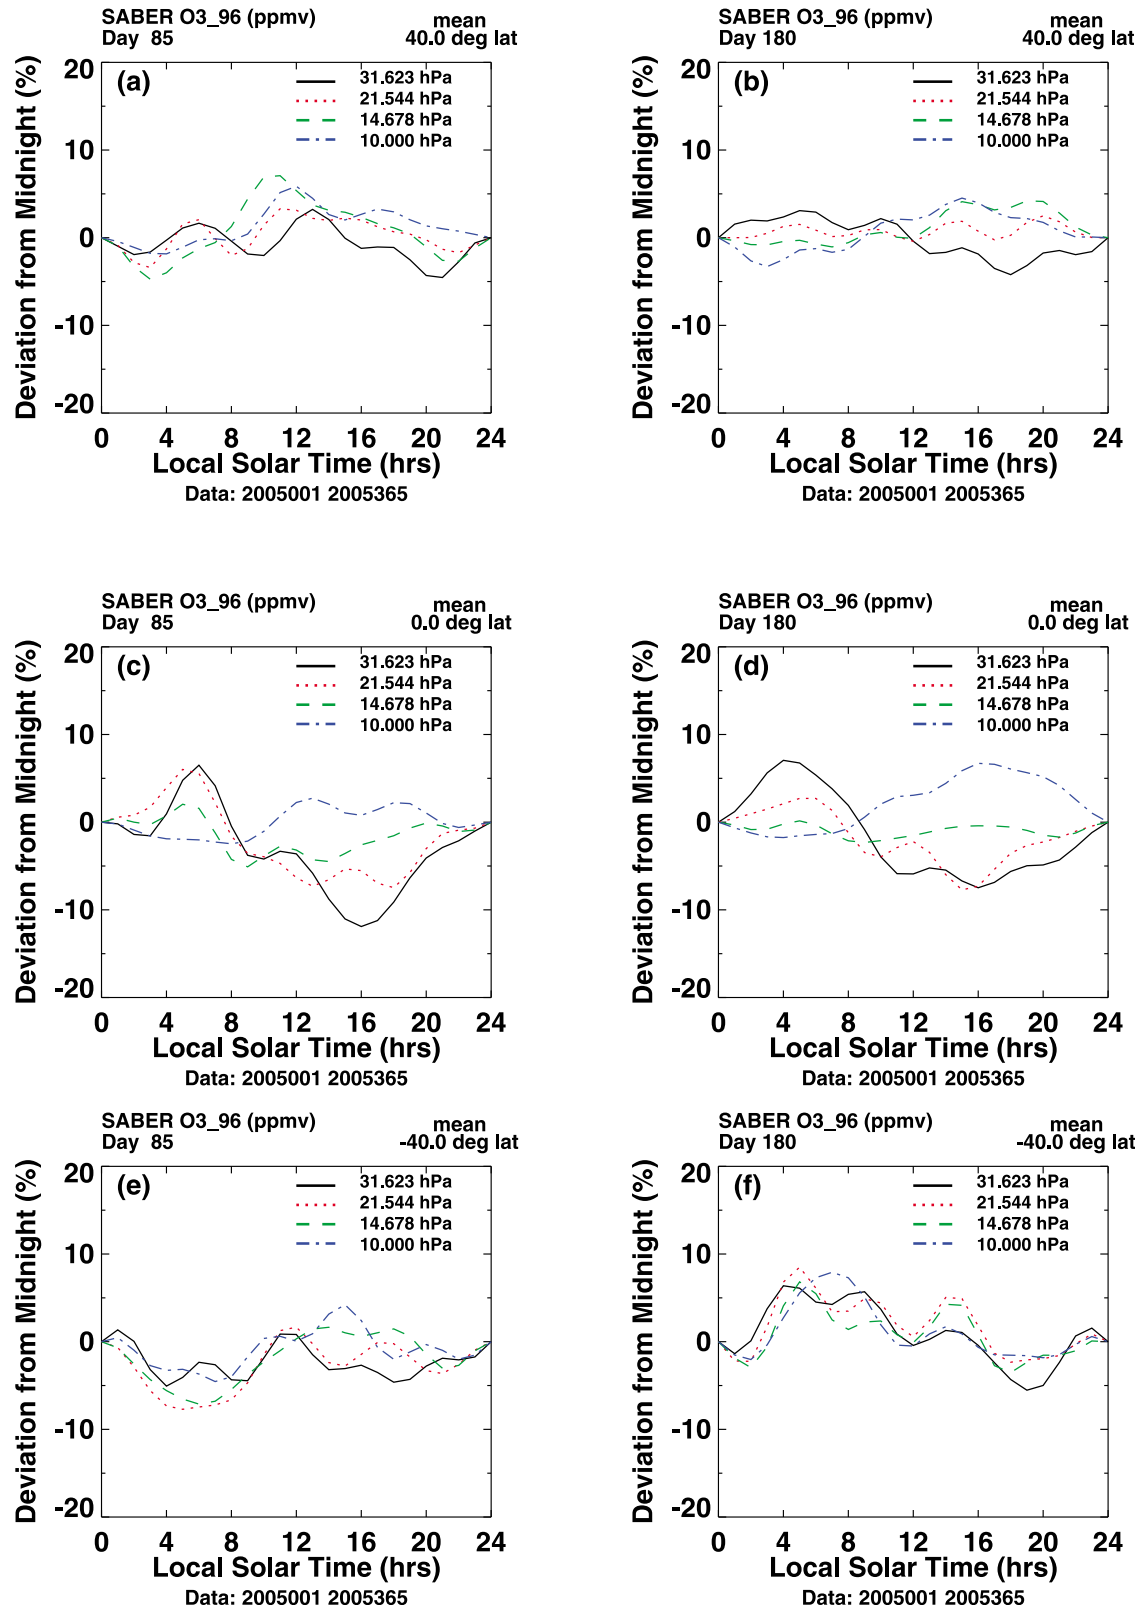 SABER O3_96 (ppmv) mean
Day 85 40.0 deg lat
(a)
31.623 hPa
21.544 hPa
14.678 hPa
10.000 hPa
Deviation from Midnight (%)
20
10
0
-10
-20
0 4 8 12 16 20 24
Local Solar Time (hrs)
Data: 2005001 2005365
SABER O3_96 (ppmv) mean
Day 180 40.0 deg lat
(b)
31.623 hPa
21.544 hPa
14.678 hPa
10.000 hPa
Deviation from Midnight (%)
20
10
0
-10
-20
0 4 8 12 16 20 24
Local Solar Time (hrs)
Data: 2005001 2005365
SABER O3_96 (ppmv) mean
Day 85 0.0 deg lat
(c)
31.623 hPa
21.544 hPa
14.678 hPa
10.000 hPa
Deviation from Midnight (%)
20
10
0
-10
-20
0 4 8 12 16 20 24
Local Solar Time (hrs)
Data: 2005001 2005365
SABER O3_96 (ppmv) mean
Day 180 0.0 deg lat
(d)
31.623 hPa
21.544 hPa
14.678 hPa
10.000 hPa
Deviation from Midnight (%)
20
10
0
-10
-20
0 4 8 12 16 20 24
Local Solar Time (hrs)
Data: 2005001 2005365
SABER O3_96 (ppmv) mean
Day 85 -40.0 deg lat
(e)
31.623 hPa
21.544 hPa
14.678 hPa
10.000 hPa
Deviation from Midnight (%)
20
10
0
-10
-20
0 4 8 12 16 20 24
Local Solar Time (hrs)
Data: 2005001 2005365
SABER O3_96 (ppmv) mean
Day 180 -40.0 deg lat
(f)
31.623 hPa
21.544 hPa
14.678 hPa
10.000 hPa
Deviation from Midnight (%)
20
10
0
-10
-20
0 4 8 12 16 20 24
Local Solar Time (hrs)
Data: 2005001 2005365